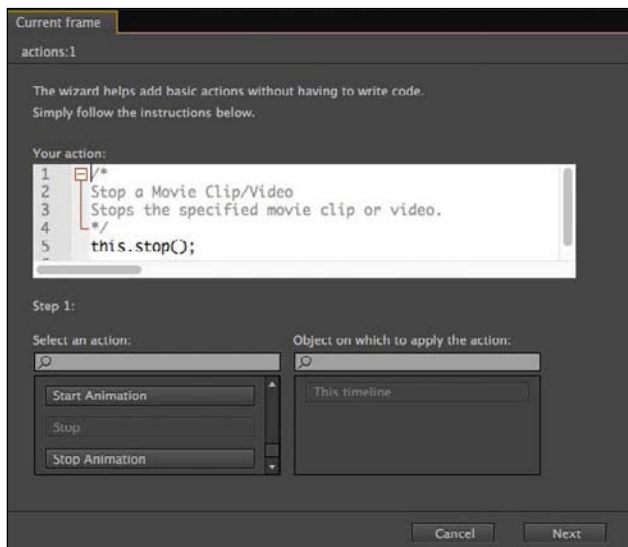 Current frame
actions:1
The wizard helps add basic actions without having to write code.
Simply follow the instructions below.
Your action:
1 /*
2 Stop a Movie Clip/Video
3 Stops the specified movie clip or video.
4 */
5 this.stop();
Step 1:
Select an action: Object on which to apply the action:
Start Animation This timeline
Stop
Stop Animation
Cancel Next